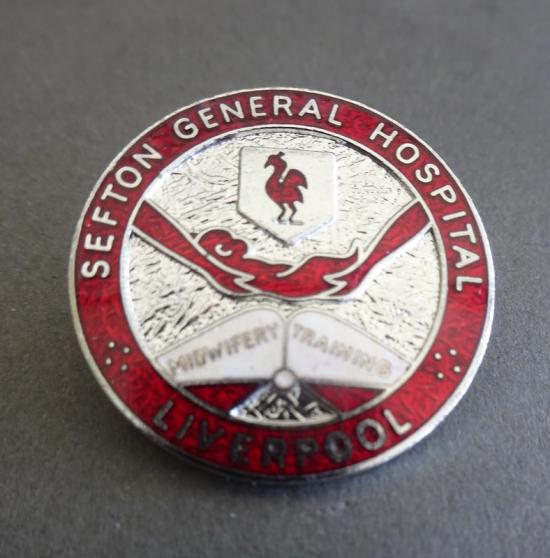 SEFTON GENERAL HOSPITAL
MIDWIFERY TRAINING
LIVERPOOL